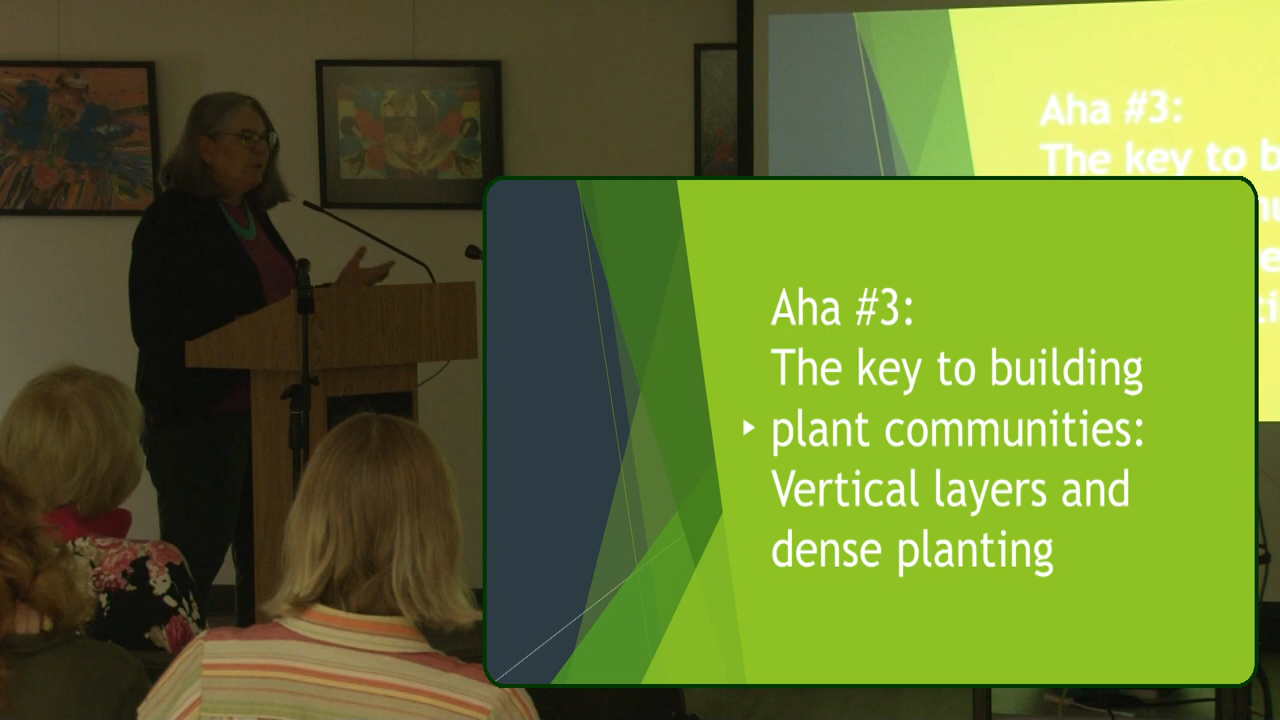 Aha #3:
The key to b
Aha #3:
The key to building
plant communities:
Vertical layers and
dense planting